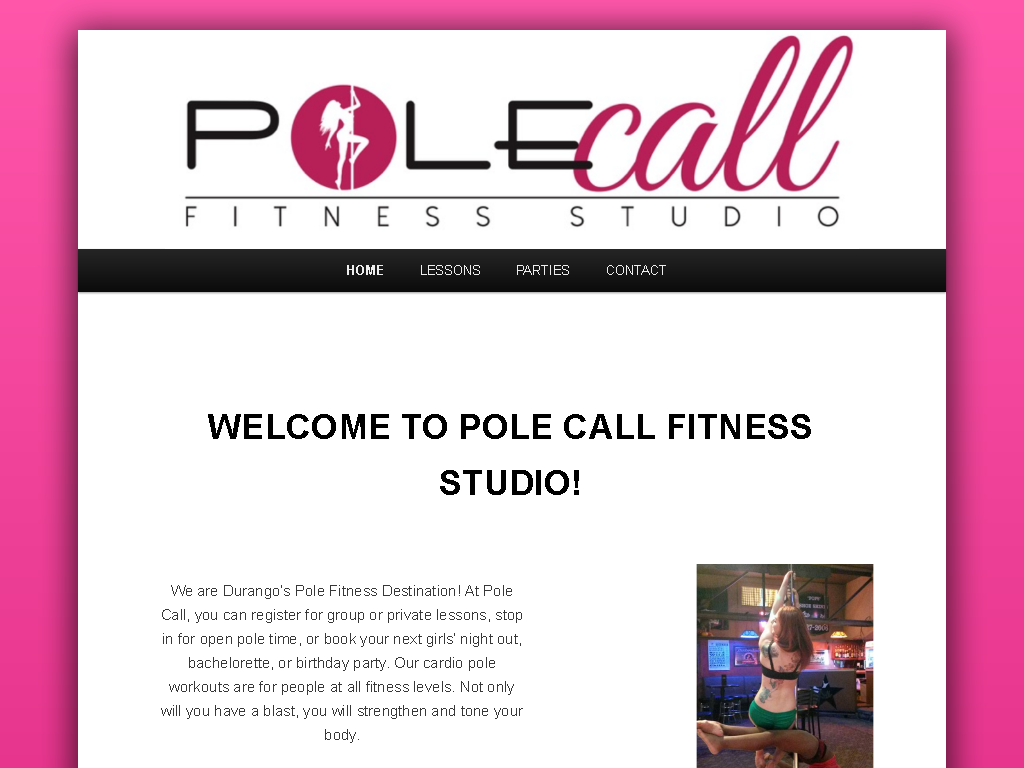 POLE call
FITNESS STUDIO
HOME LESSONS PARTIES CONTACT
WELCOME TO POLE CALL FITNESS
STUDIO!
We are Durango's Pole Fitness Destination! At Pole
Call, you can register for group or private lessons, stop
in for open pole time, or book your next girls' night out,
bachelorette, or birthday party. Our cardio pole
workouts are for people at all fitness levels. Not only
will you have a blast, you will strengthen and tone your
body.